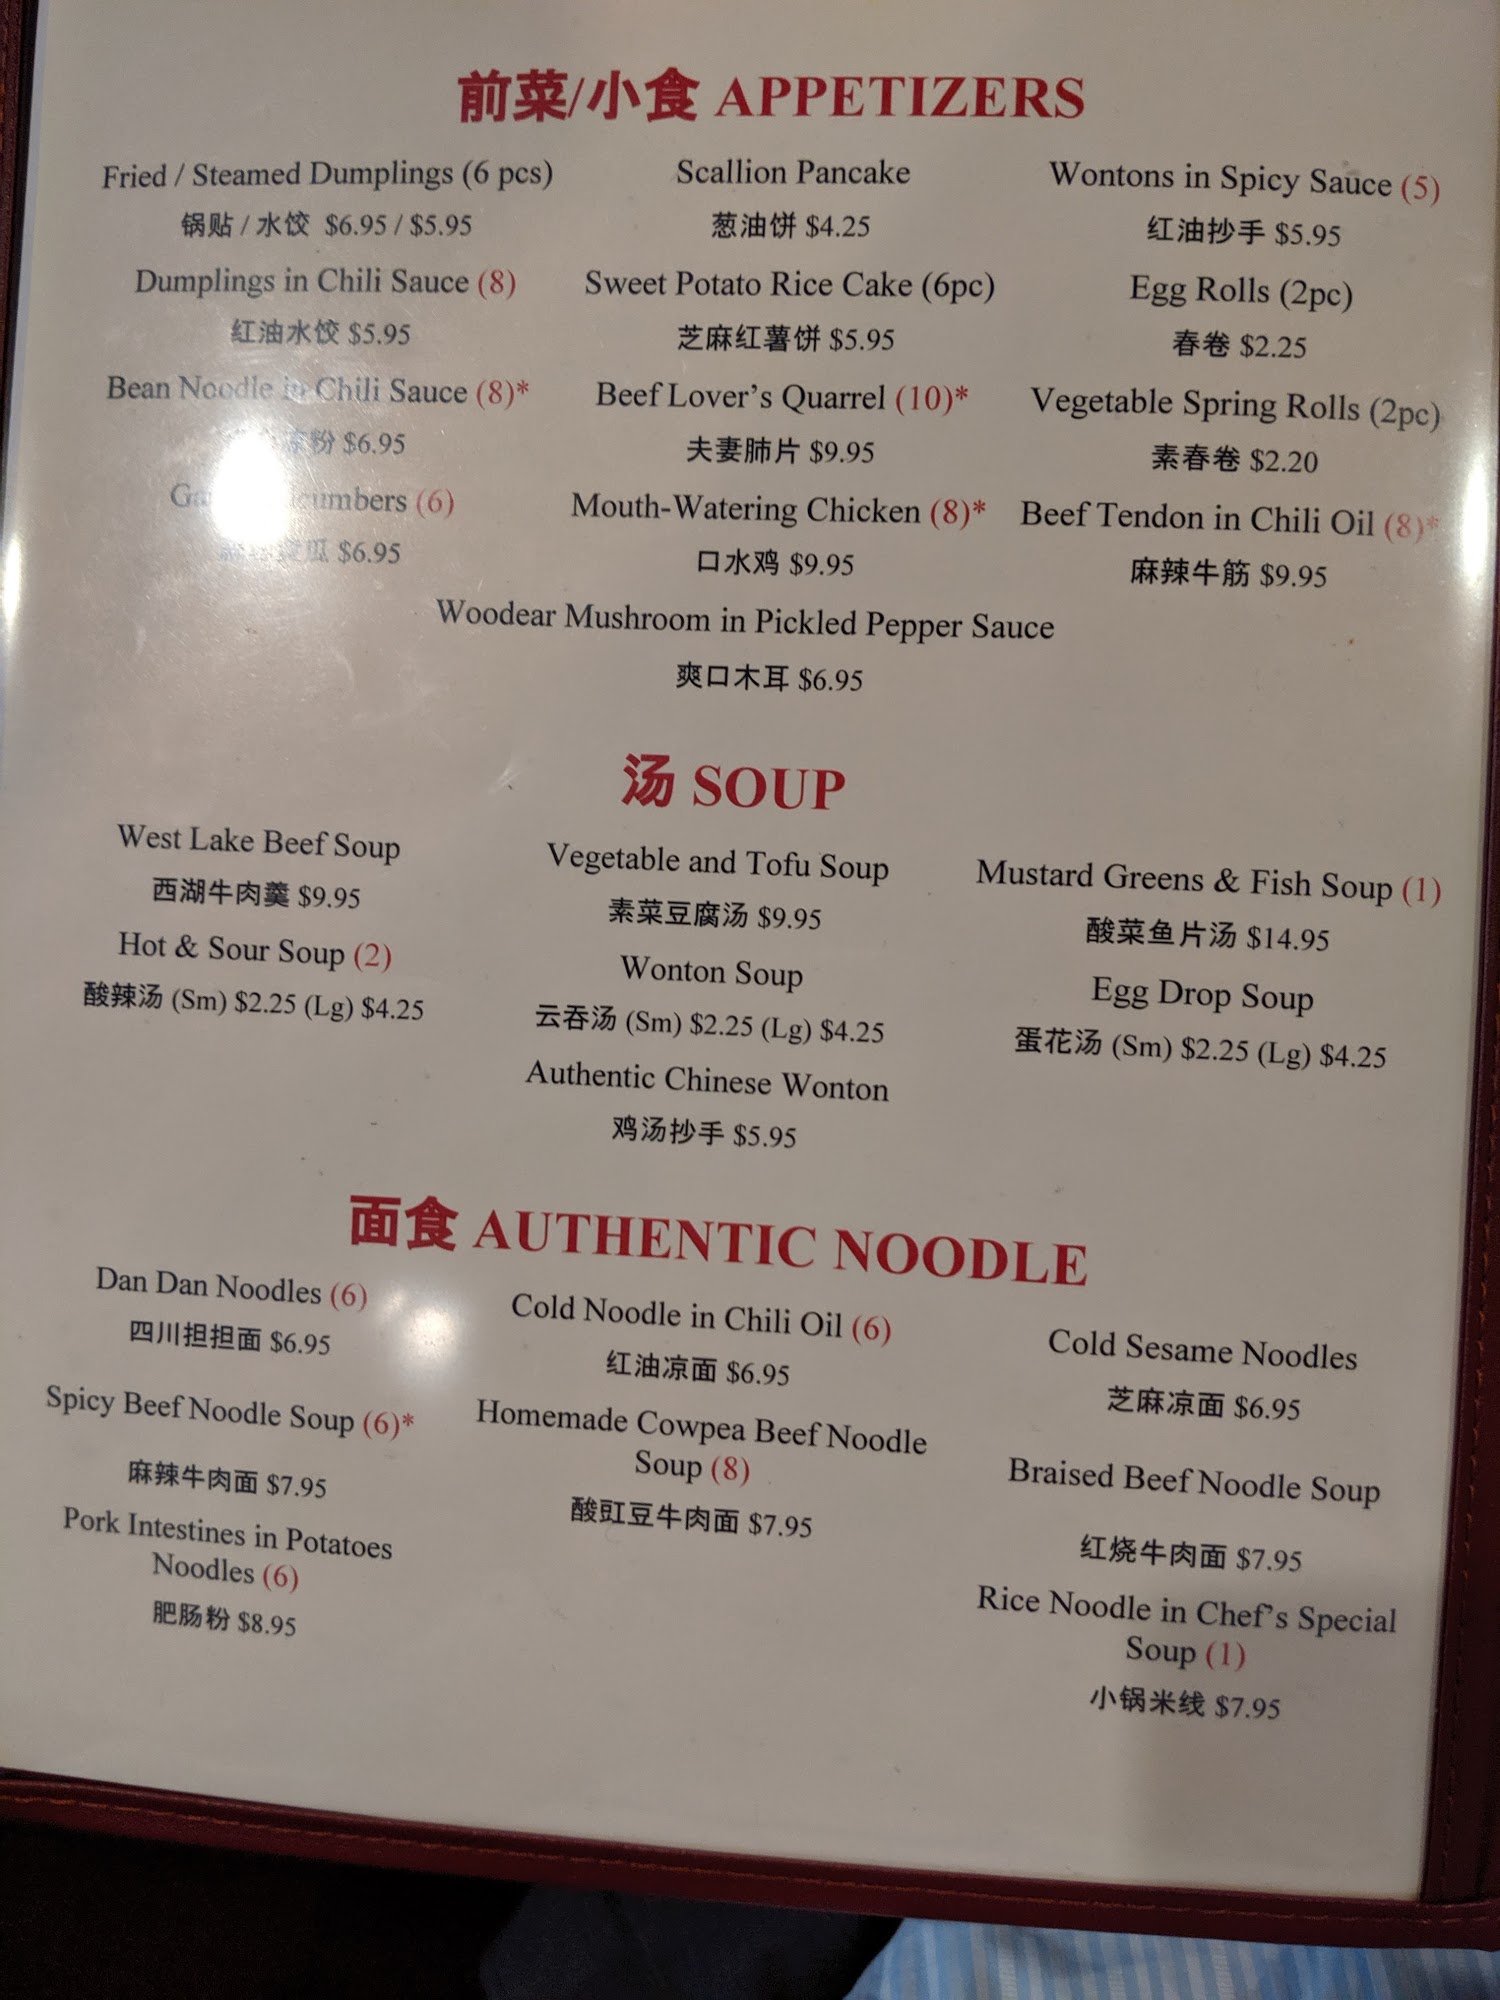 前菜/小食 APPETIZERS
Fried / Steamed Dumplings (6 pcs)
锅贴 / 水饺 $6.95 / $5.95
Scallion Pancake
葱油饼 $4.25
Wontons in Spicy Sauce (5)
红油抄手 $5.95
Dumplings in Chili Sauce (8)
红油水饺 $5.95
Sweet Potato Rice Cake (6pc)
芝麻红薯饼 $5.95
Egg Rolls (2pc)
春卷 $2.25
Bean Noodle in Chili Sauce (8)*
凉粉 $6.95
Beef Lover's Quarrel (10)*
夫妻肺片 $9.95
Vegetable Spring Rolls (2pc)
素春卷 $2.20
(6)
$6.95
Mouth-Watering Chicken (8)*
口水鸡 $9.95
Beef Tendon in Chili Oil (8)*
麻辣牛筋 $9.95
Woodear Mushroom in Pickled Pepper Sauce
爽口木耳 $6.95
汤 SOUP
West Lake Beef Soup
西湖牛肉羹 $9.95
Vegetable and Tofu Soup
素菜豆腐汤 $9.95
Mustard Greens & Fish Soup (1)
酸菜鱼片汤 $14.95
Hot & Sour Soup (2)
酸辣汤 (Sm) $2.25 (Lg) $4.25
Wonton Soup
云吞汤 (Sm) $2.25 (Lg) $4.25
Egg Drop Soup
蛋花汤 (Sm) $2.25 (Lg) $4.25
Authentic Chinese Wonton
鸡汤抄手 $5.95
面食 AUTHENTIC NOODLE
Dan Dan Noodles (6)
四川担担面 $6.95
Cold Noodle in Chili Oil (6)
红油凉面 $6.95
Cold Sesame Noodles
芝麻凉面 $6.95
Spicy Beef Noodle Soup (6)*
麻辣牛肉面 $7.95
Homemade Cowpea Beef Noodle
Soup (8)
酸豇豆牛肉面 $7.95
Braised Beef Noodle Soup
红烧牛肉面 $7.95
Pork Intestines in Potatoes
Noodles (6)
肥肠粉 $8.95
Rice Noodle in Chef's Special
Soup (1)
小锅米线 $7.95